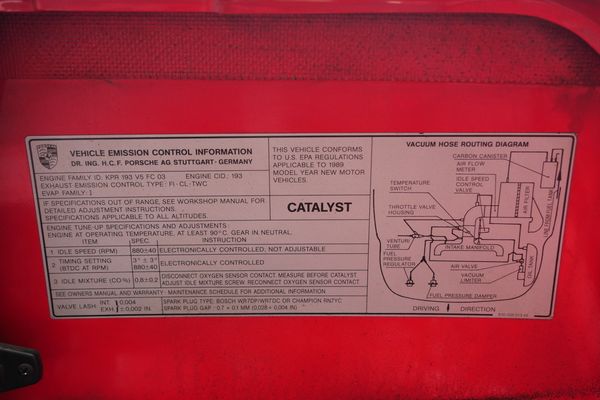 VEHICLE EMISSION CONTROL INFORMATION
DR. ING. H.C.F. PORSCHE AG STUTTGART · GERMANY
ENGINE FAMILY ID: KPR 193 V5 FC 03 ENGINE CID: 193
EXHAUST EMISSION CONTROL TYPE: FI · CL · TWC
EVAP. FAMILY:
IF SPECIFICATIONS OUT OF RANGE, SEE WORKSHOP MANUAL FOR
DETAILED ADJUSTMENT INSTRUCTIONS.
SPECIFICATIONS APPLICABLE TO ALL ALTITUDES.
THIS VEHICLE CONFORMS
TO U.S. EPA REGULATIONS
APPLICABLE TO 1989
MODEL YEAR NEW MOTOR
VEHICLES.
CATALYST
ENGINE TUNE-UP SPECIFICATIONS AND ADJUSTMENTS
ENGINE AT OPERATING TEMPERATURE, AT LEAST 90°C. GEAR IN NEUTRAL.
ITEM SPEC. INSTRUCTION
1 IDLE SPEED (RPM) 880±40 ELECTRONICALLY CONTROLLED, NOT ADJUSTABLE
2 TIMING SETTING (BTDC AT RPM) 3° ± 3° 880±40 ELECTRONICALLY CONTROLLED
3 IDLE MIXTURE (CO%) 0.8±0.2 DISCONNECT OXYGEN SENSOR CONTACT. MEASURE BEFORE CATALYST.
ADJUST IDLE MIXTURE SCREW. RECONNECT OXYGEN SENSOR CONTACT
SEE OWNERS MANUAL AND WARRANTY - MAINTENANCE SCHEDULE FOR ADDITIONAL INFORMATION
VALVE LASH: INT. EXH. 0.004 ± 0.002 IN
SPARK PLUG TYPE: BOSCH WR7DP/WR7DC OR CHAMPION RN7YC
SPARK PLUG GAP: 0.7 + 0.1 MM (0.028 + 0.004 IN)
VACUUM HOSE ROUTING DIAGRAM
CARBON CANISTER
AIR FLOW
METER
IDLE SPEED
CONTROL
VALVE
TEMPERATURE
SWITCH
THROTTLE VALVE
HOUSING
AIR FILTER
INTAKE MANIFOLD
VENTURI
TUBE
FUEL
PRESSURE
REGULATOR
AIR VALVE
VACUUM
LIMITER
OIL TANK
FUEL PRESSURE DAMPER
DRIVING DIRECTION